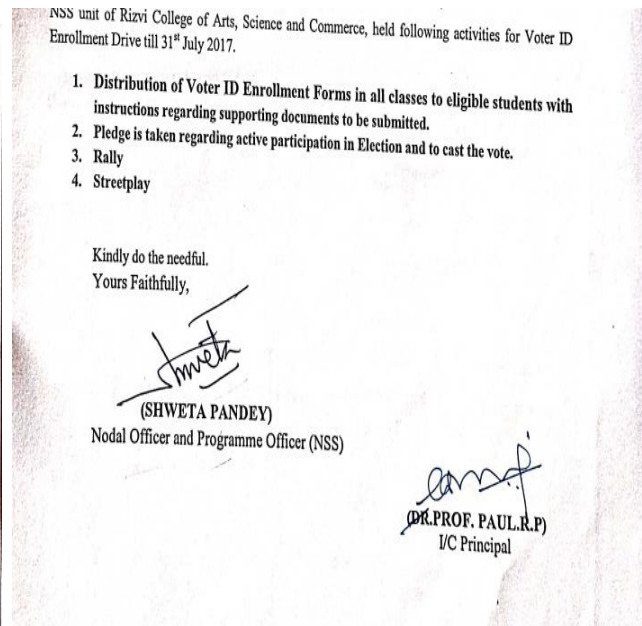 NSS unit of Rizvi College of Arts, Science and Commerce, held following activities for Voter ID
Enrollment Drive till 31st July 2017.
1. Distribution of Voter ID Enrollment Forms in all classes to eligible students with
instructions regarding supporting documents to be submitted.
2. Pledge is taken regarding active participation in Election and to cast the vote.
3. Rally
4. Streetplay
Kindly do the needful.
Yours Faithfully,
Shweta
(SHWETA PANDEY)
Nodal Officer and Programme Officer (NSS)
(DR.PROF. PAUL.R.P)
I/C Principal